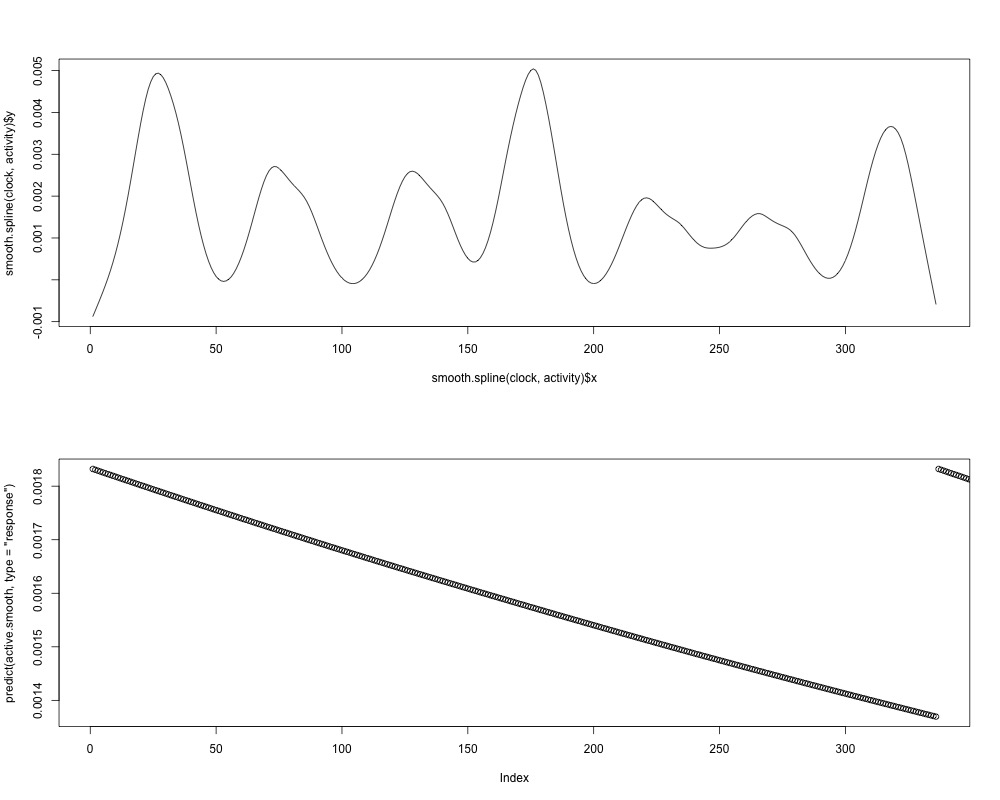 smooth.spline(clock, activity)$y
0.005
0.004
0.003
0.002
0.001
-0.001
0 50 100 150 200 250 300
smooth.spline(clock, activity)$x
predict(active.smooth, type = "response")
0.0018
0.0017
0.0016
0.0015
0.0014
0 50 100 150 200 250 300
Index